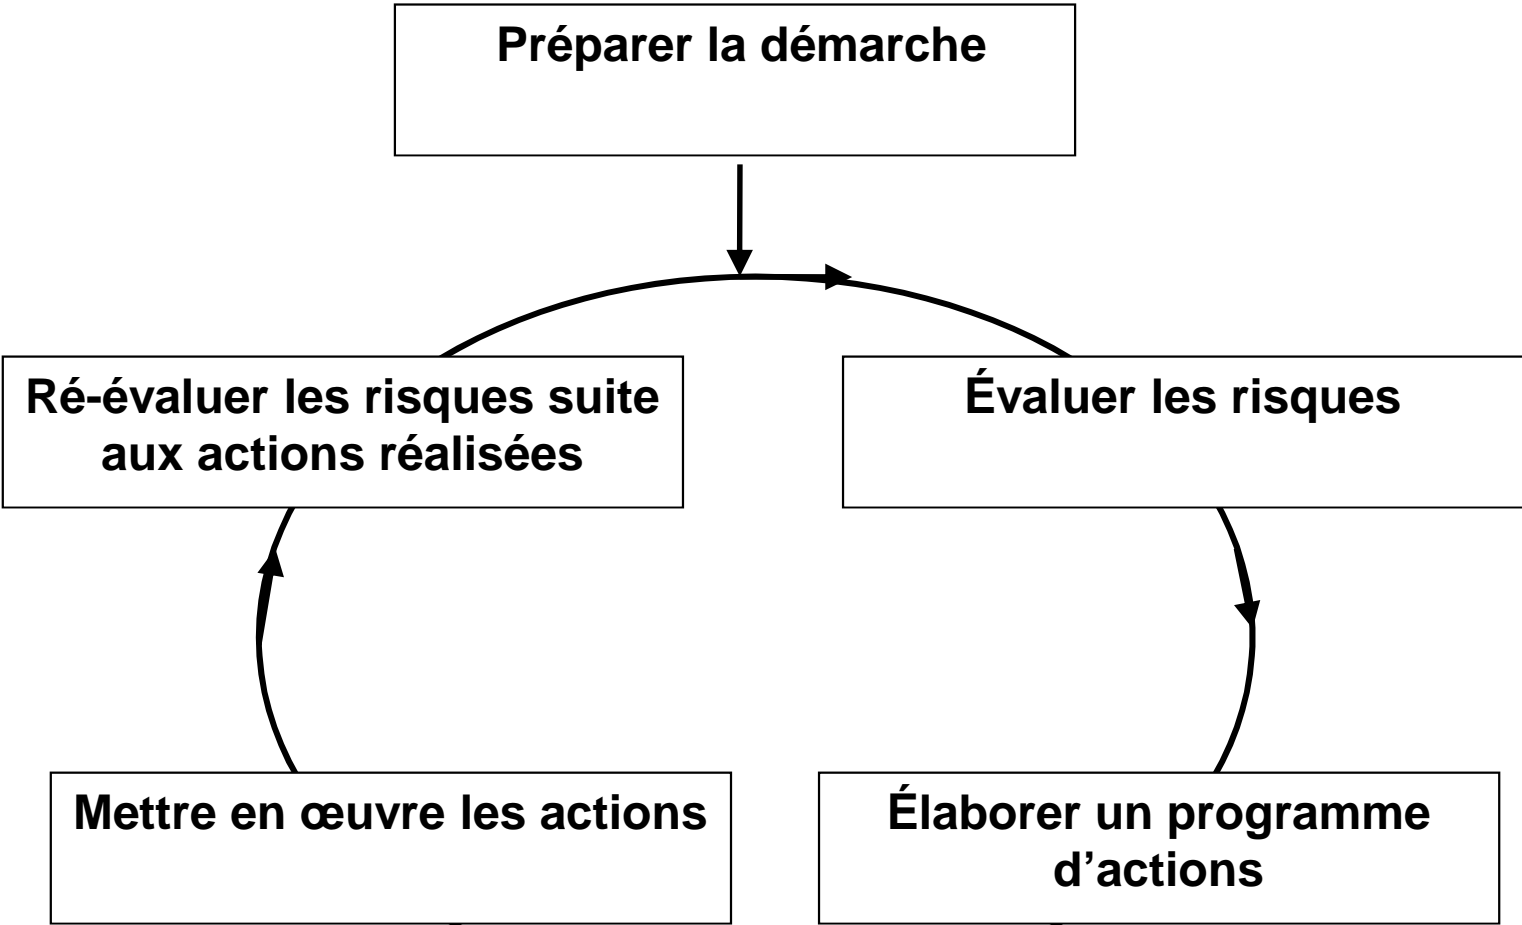 Préparer la démarche
Ré-évaluer les risques suite
aux actions réalisées
Évaluer les risques
Mettre en œuvre les actions
Élaborer un programme
d’actions